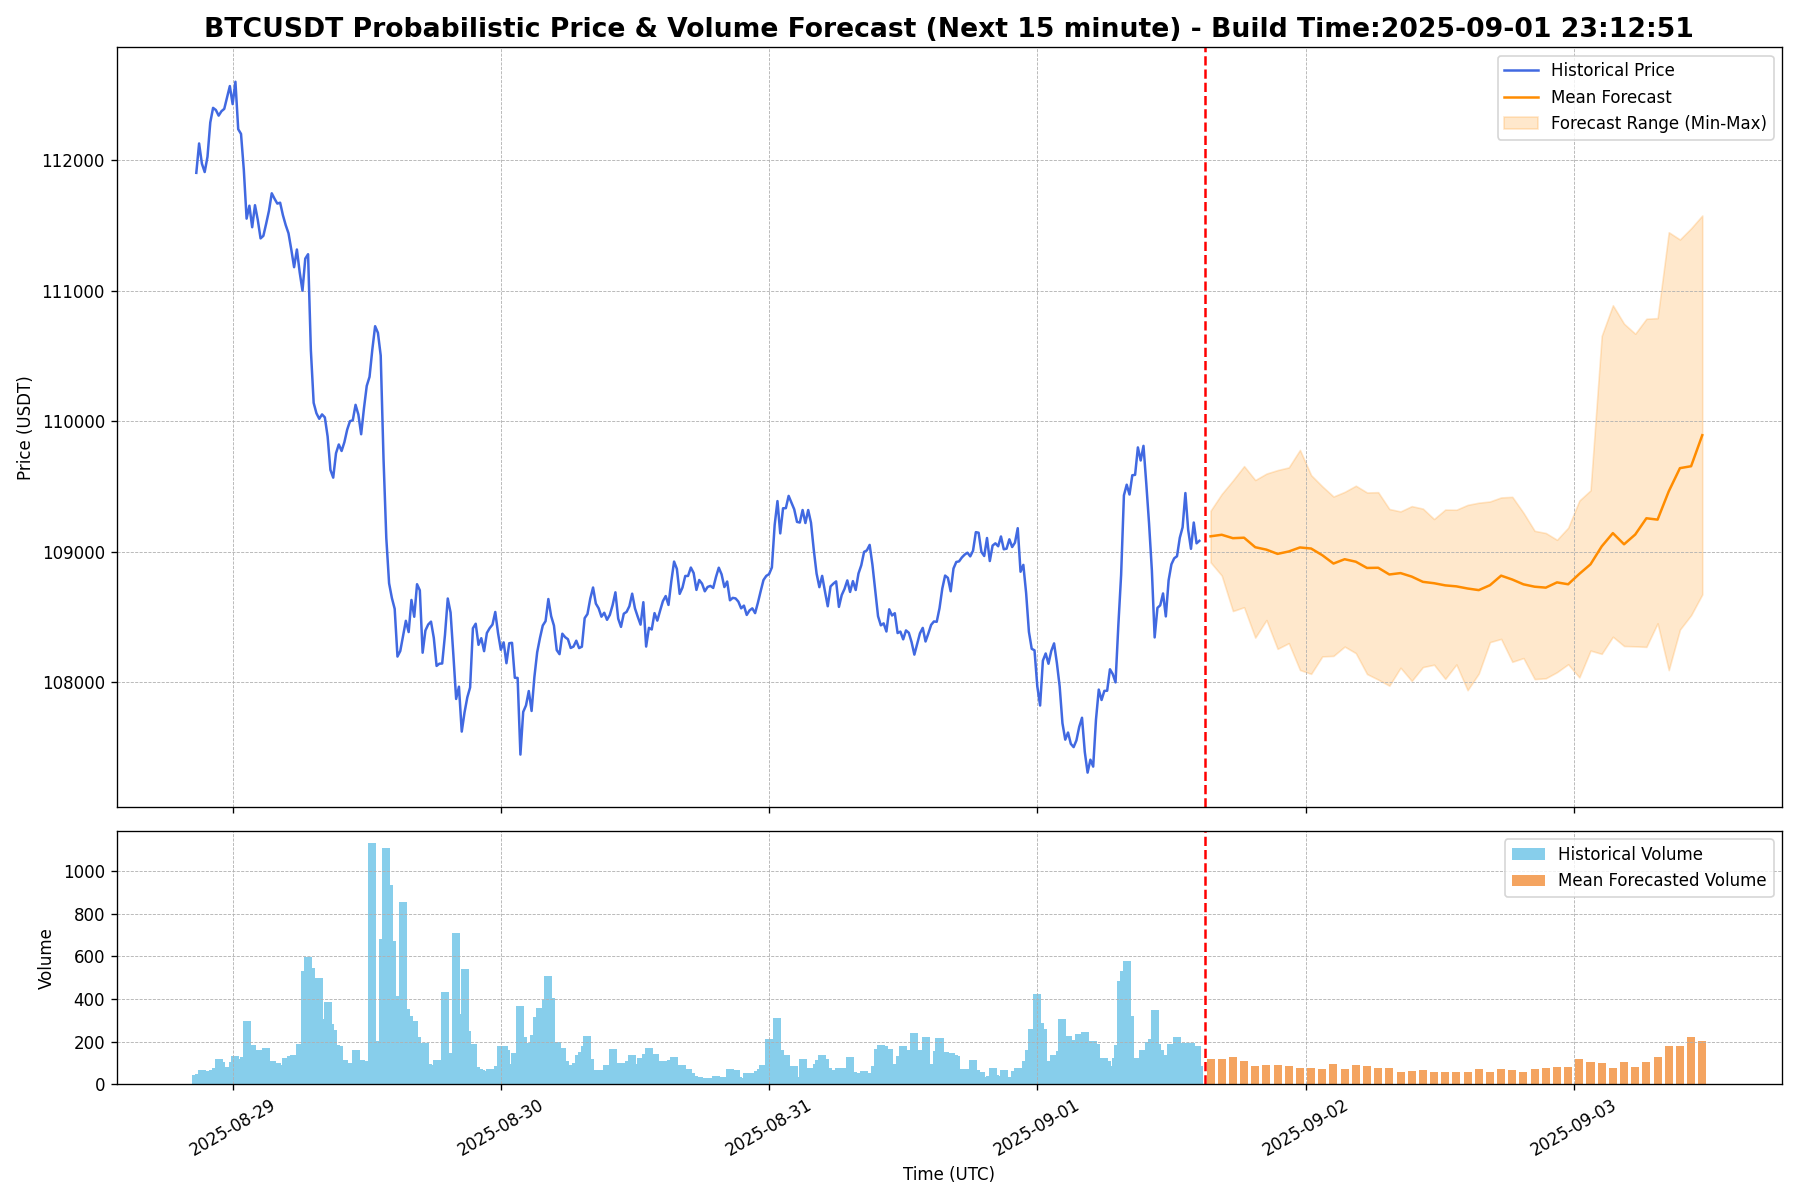 BTCUSDT Probabilistic Price & Volume Forecast (Next 15 minute) - Build Time:2025-09-01 23:12:51
Historical Price
Mean Forecast
Forecast Range (Min-Max)
Price (USDT)
112000
111000
110000
109000
108000
Historical Volume
Mean Forecasted Volume
Volume
1000
800
600
400
200
0
2025-08-29
2025-08-30
2025-08-31
2025-09-01
2025-09-02
2025-09-03
Time (UTC)